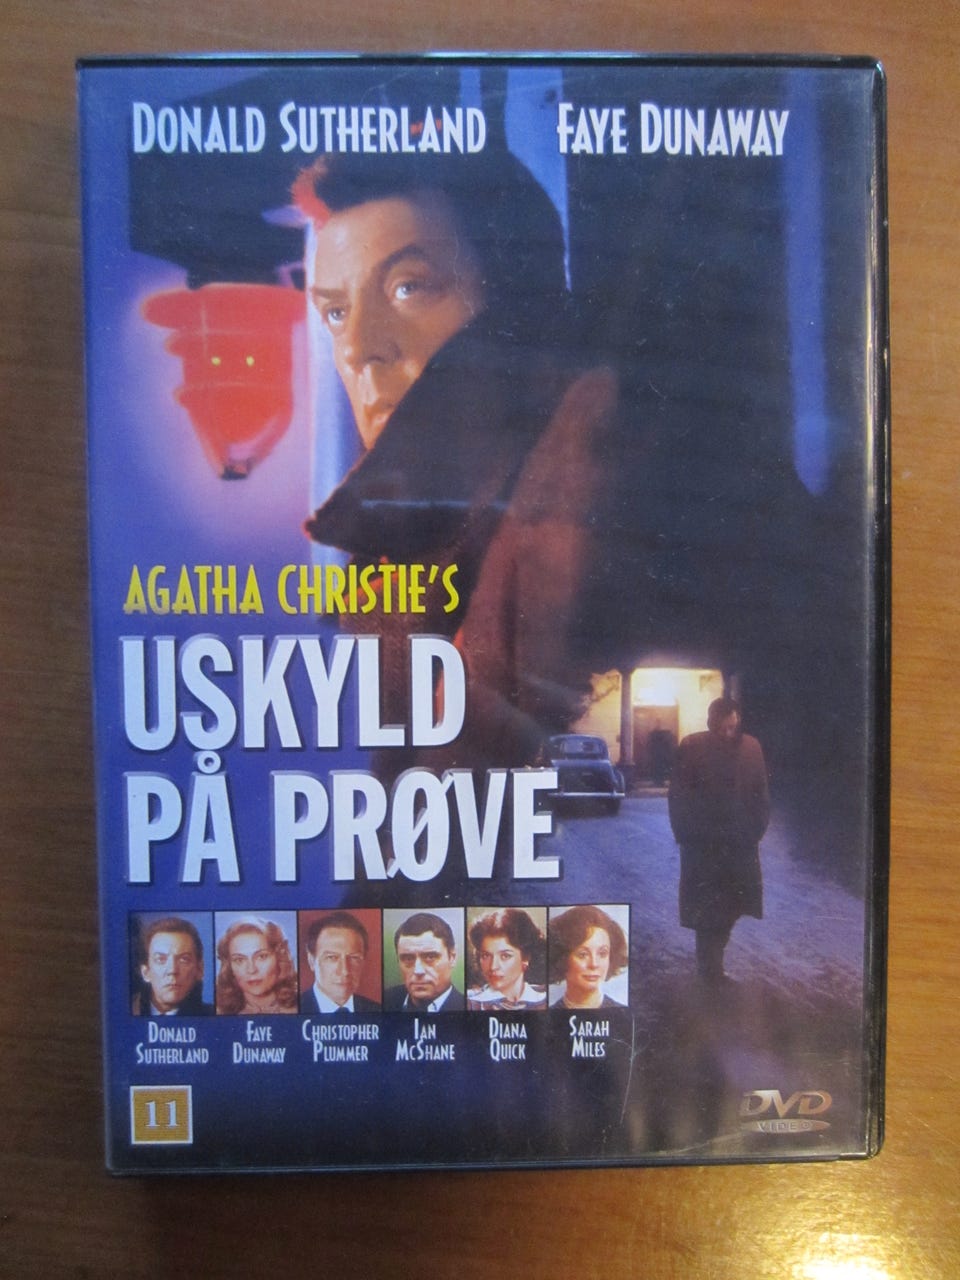 DONALD SUTHERLAND FAYE DUNAWAY
AGATHA CHRISTIE'S
USKYLD
PÅ PRØVE
DONALD
SUTHERLAND
FAYE
DUNAWAY
CHRISTOPHER
PLUMMER
IAN
MCSHANE
DIANA
QUICK
SARAH
MILES
11
DVD
VIDEO